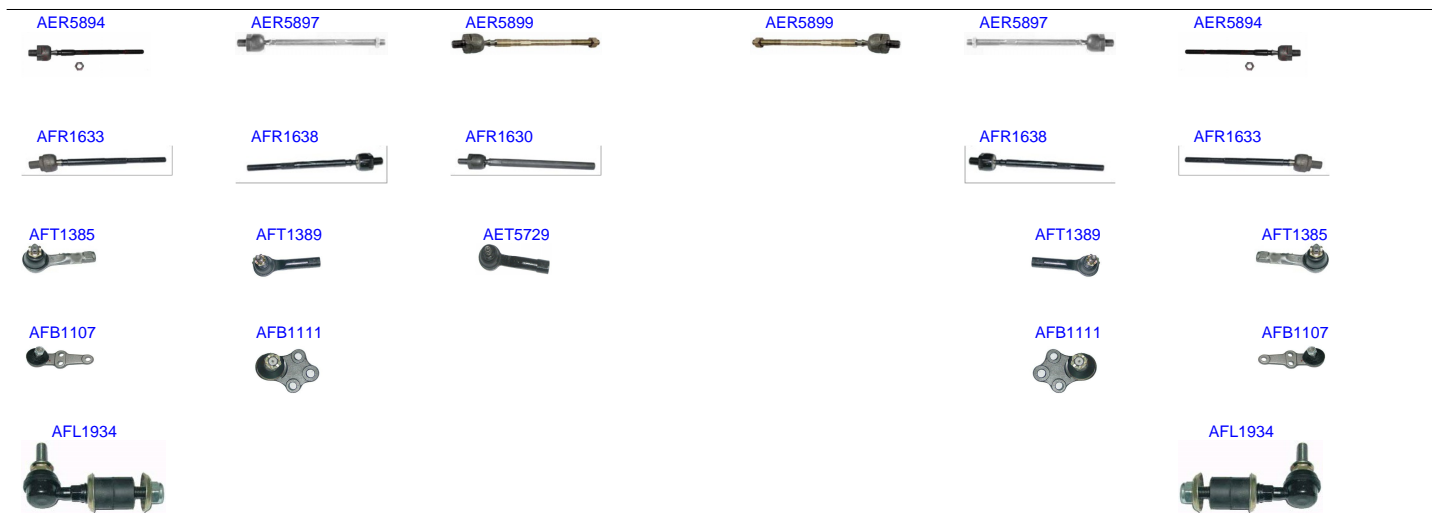 AER5894 AER5897 AER5899 AER5899 AER5897 AER5894
AFR1633 AFR1638 AFR1630 AFR1638 AFR1633
AFT1385 AFT1389 AET5729 AFT1389 AFT1385
AFB1107 AFB1111 AFB1111 AFB1107
AFL1934 AFL1934